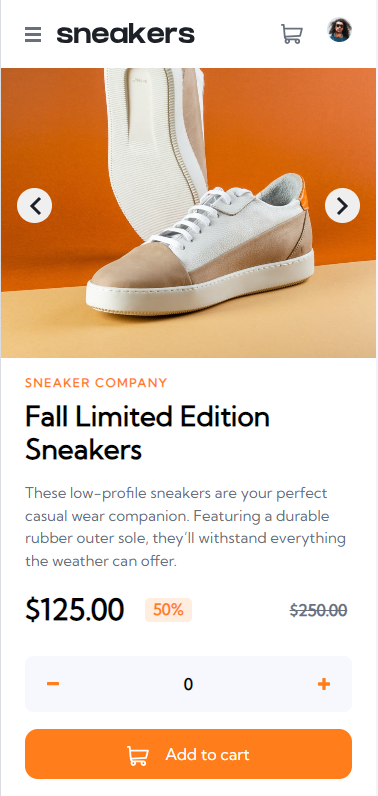 sneakers
SNEAKER COMPANY
Fall Limited Edition
Sneakers
These low-profile sneakers are your perfect
casual wear companion. Featuring a durable
rubber outer sole, they’ll withstand everything
the weather can offer.
$125.00 50% $250.00
0
Add to cart